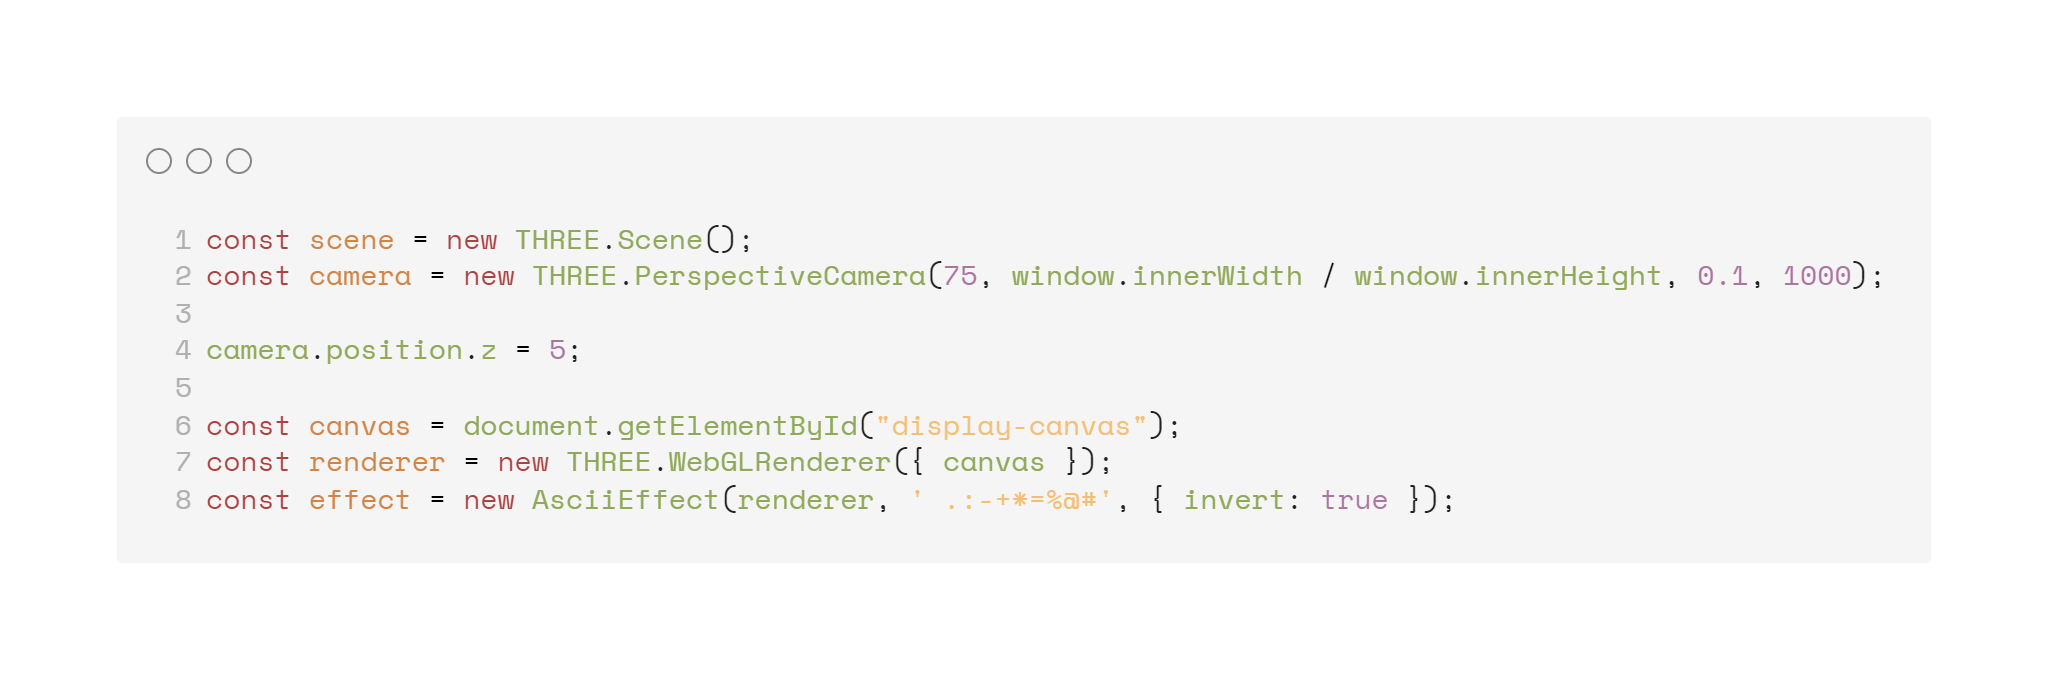 1 const scene = new THREE.Scene();
2 const camera = new THREE.PerspectiveCamera(75, window.innerWidth / window.innerHeight, 0.1, 1000);
3
4 camera.position.z = 5;
5
6 const canvas = document.getElementById("display-canvas");
7 const renderer = new THREE.WebGLRenderer({ canvas });
8 const effect = new AsciiEffect(renderer, ' .:-+*=%@#', { invert: true });